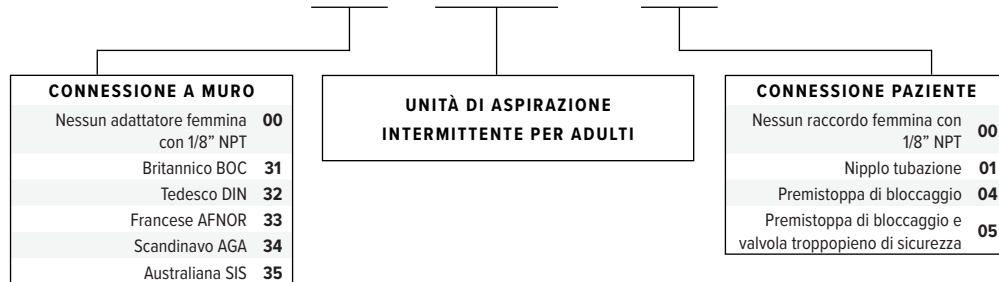 CONNESSIONE A MURO
Nessun adattatore femmina
con 1/8” NPT 00
Britannico BOC 31
Tedesco DIN 32
Francese AFNOR 33
Scandinavo AGA 34
Australiana SIS 35
UNITÀ DI ASPIRAZIONE
INTERMITTENTE PER ADULTI
CONNESSIONE PAZIENTE
Nessun raccordo femmina con
1/8” NPT 00
Nipplo tubazione 01
Premistoppa di bloccaggio 04
Premistoppa di bloccaggio e
valvola troppopieno di sicurezza 05